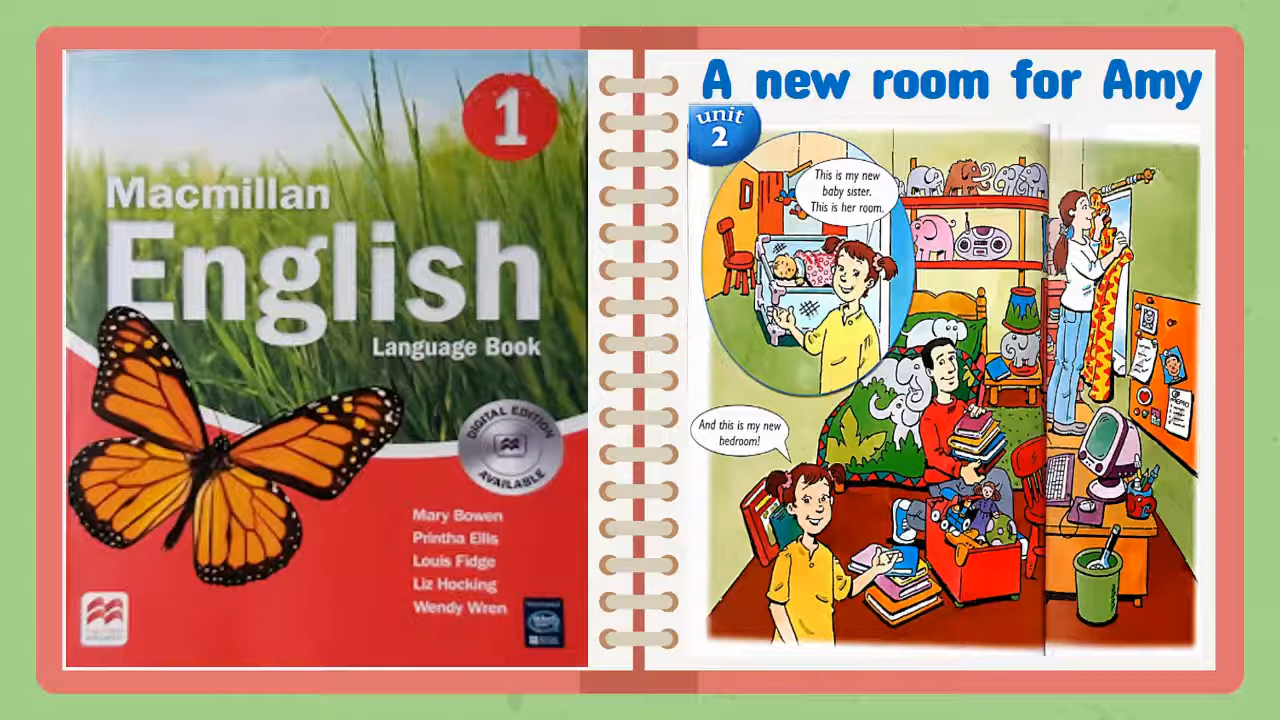 1
Macmillan
English
Language Book
DIGITAL EDITION
AVAILABLE
Mary Bowen
Printha Ellis
Louis Fidge
Liz Hocking
Wendy Wren
A new room for Amy
unit
2
This is my new
baby sister.
This is her room.
And this is my new
bedroom!
MEMO